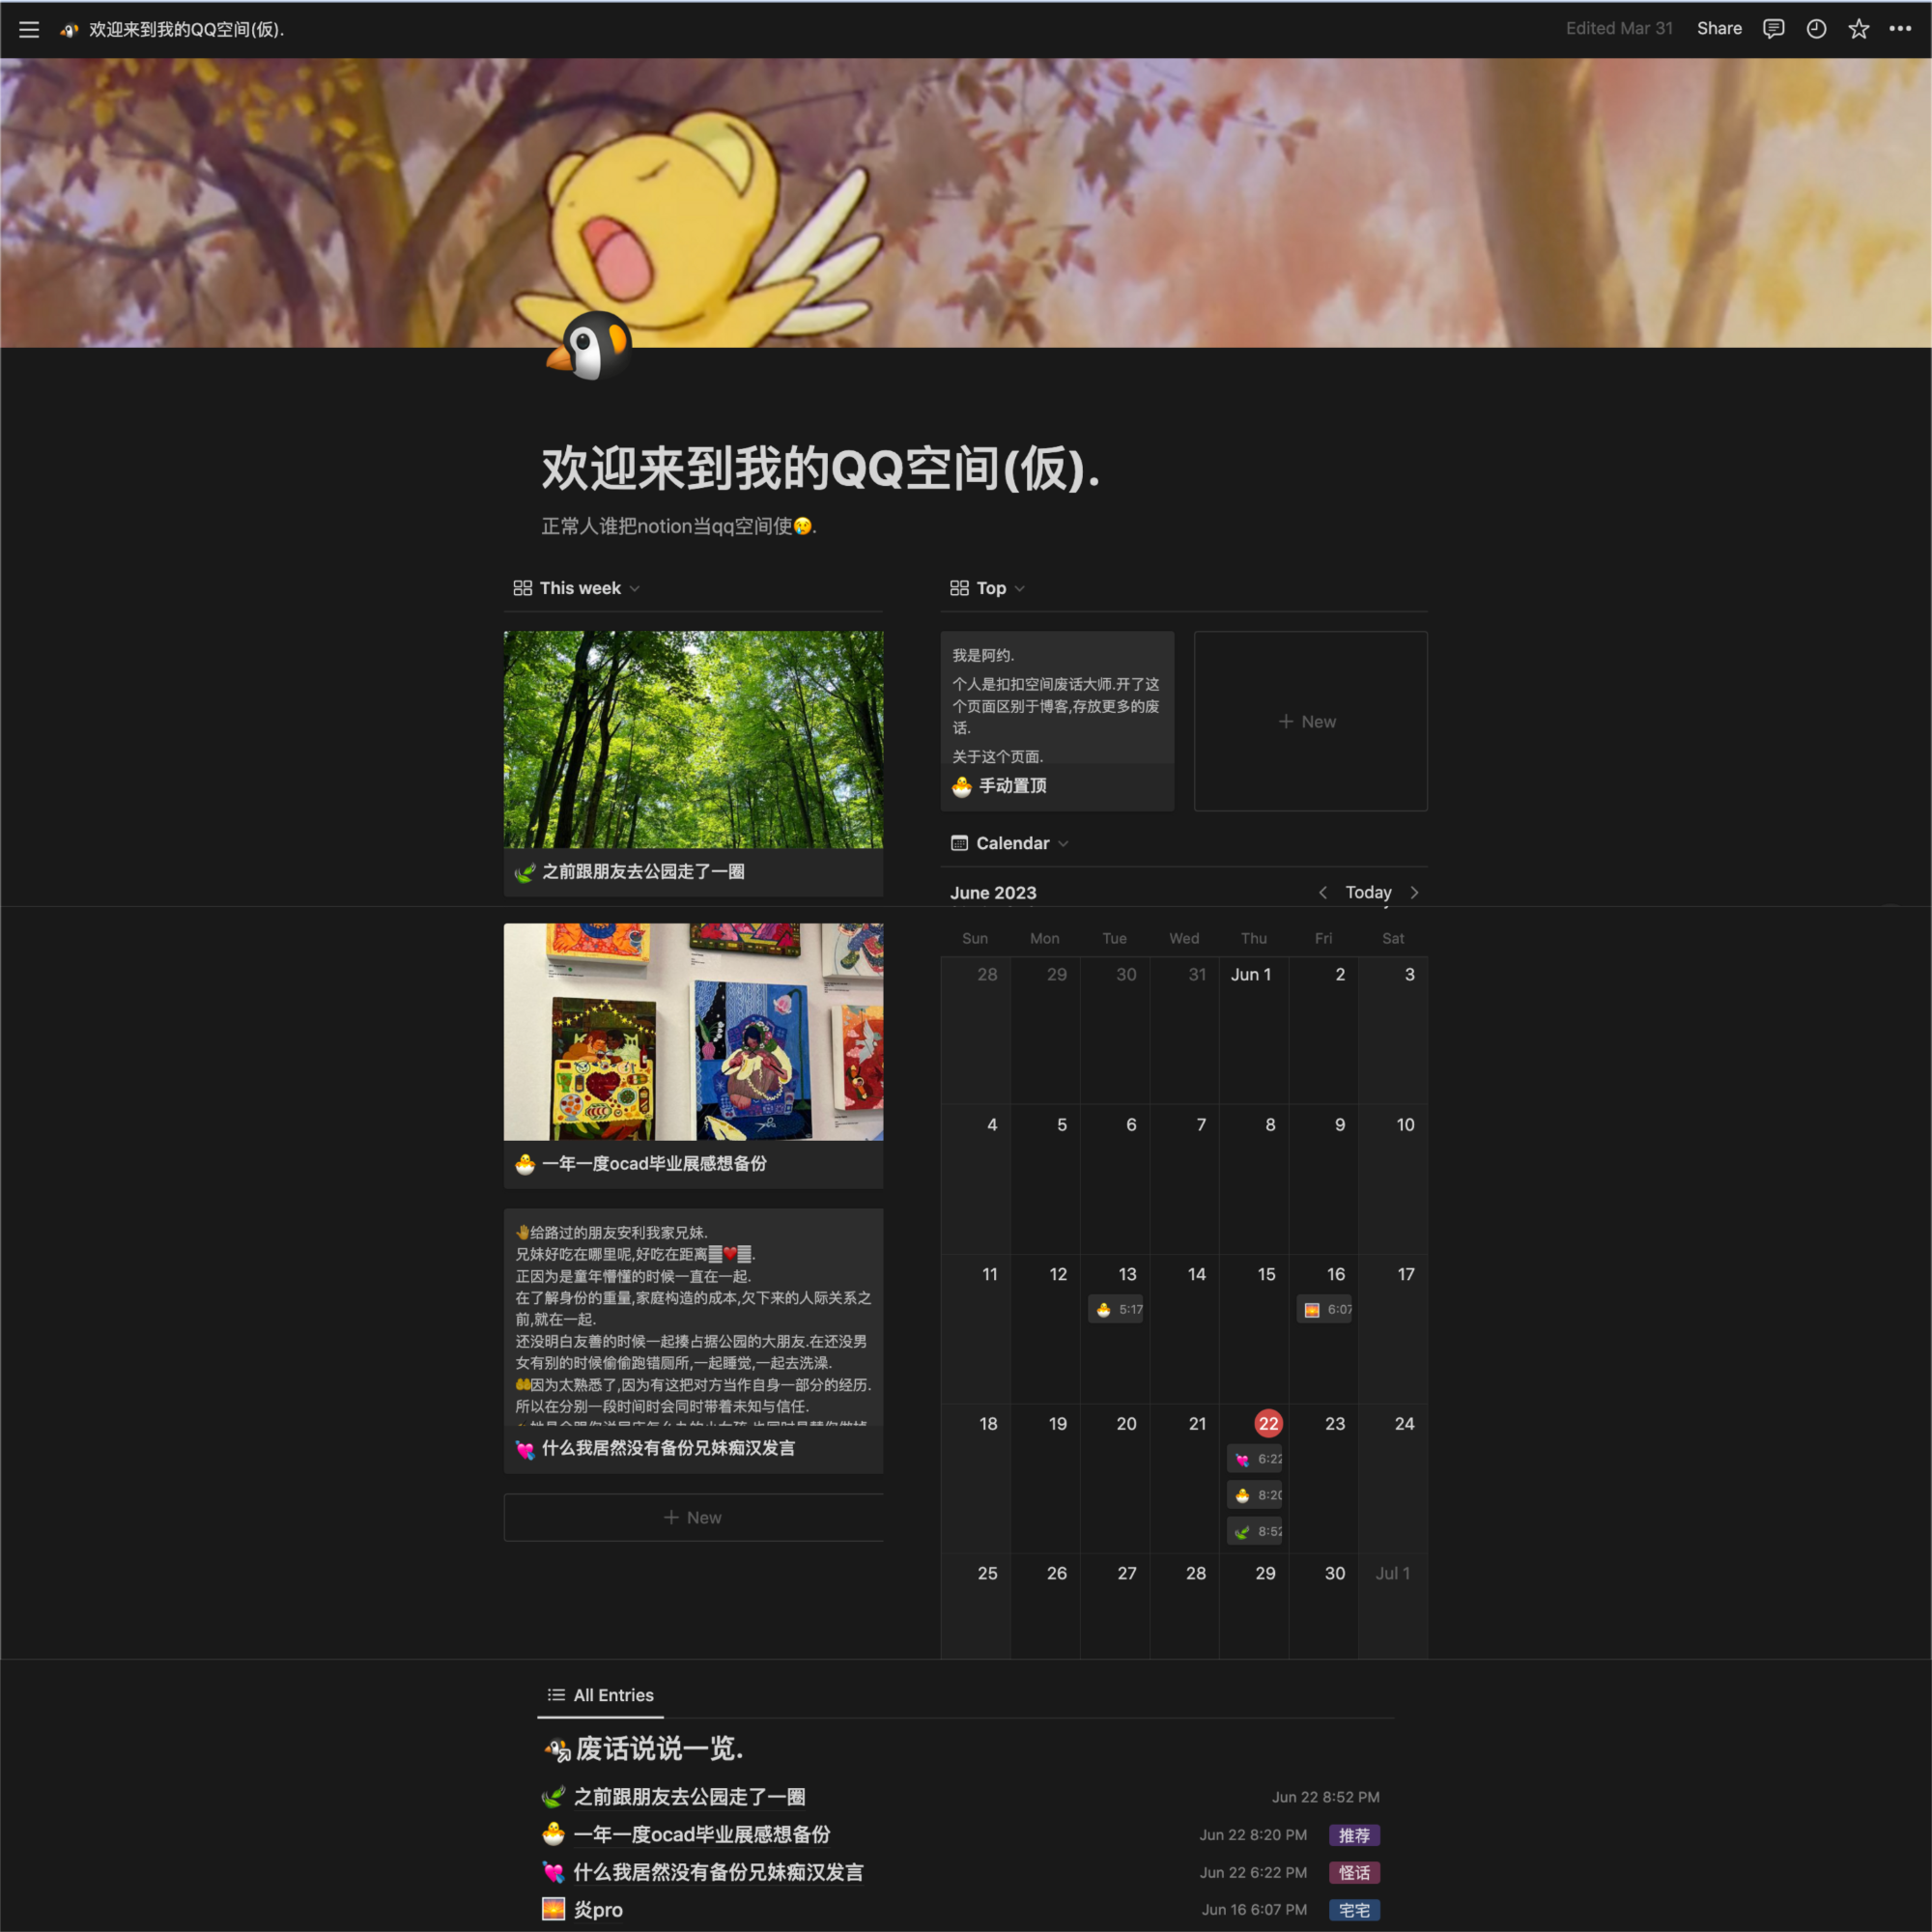 欢迎来到我的QQ空间(仮).
Edited Mar 31
Share
欢迎来到我的QQ空间(仮).
正常人谁把notion当qq空间使😢.
This week
之前跟朋友去公园走了一圈
一年一度ocad毕业展感想备份
🤚给路过的朋友安利我家兄妹.
兄妹好吃在哪里呢,好吃在距离▒❤️▒.
正因为是童年懵懂的时候一直在一起.
在了解身份的重量,家庭构造的成本,欠下来的人际关系之
前,就在一起.
还没明白友善的时候一起揍占据公园的大朋友.在还没男
女有别的时候偷偷跑错厕所,一起睡觉,一起去洗澡.
🤲因为太熟悉了,因为有这把对方当作自身一部分的经历.
所以在分别一段时间时会同时带着未知与信任.
什么我居然没有备份兄妹痴汉发言
New
Top
我是阿约.
个人是扣扣空间废话大师.开了这
个页面区别于博客,存放更多的废
话.
关于这个页面.
手动置顶
New
Calendar
June 2023
Today
Sun Mon Tue Wed Thu Fri Sat
28 29 30 31 Jun 1 2 3
4 5 6 7 8 9 10
11 12 13 14 15 16 17
5:17 6:07
18 19 20 21 22 23 24
6:22
8:20
8:52
25 26 27 28 29 30 Jul 1
All Entries
废话说说一览.
之前跟朋友去公园走了一圈 Jun 22 8:52 PM
一年一度ocad毕业展感想备份 Jun 22 8:20 PM 推荐
什么我居然没有备份兄妹痴汉发言 Jun 22 6:22 PM 怪话
炎pro Jun 16 6:07 PM 宅宅